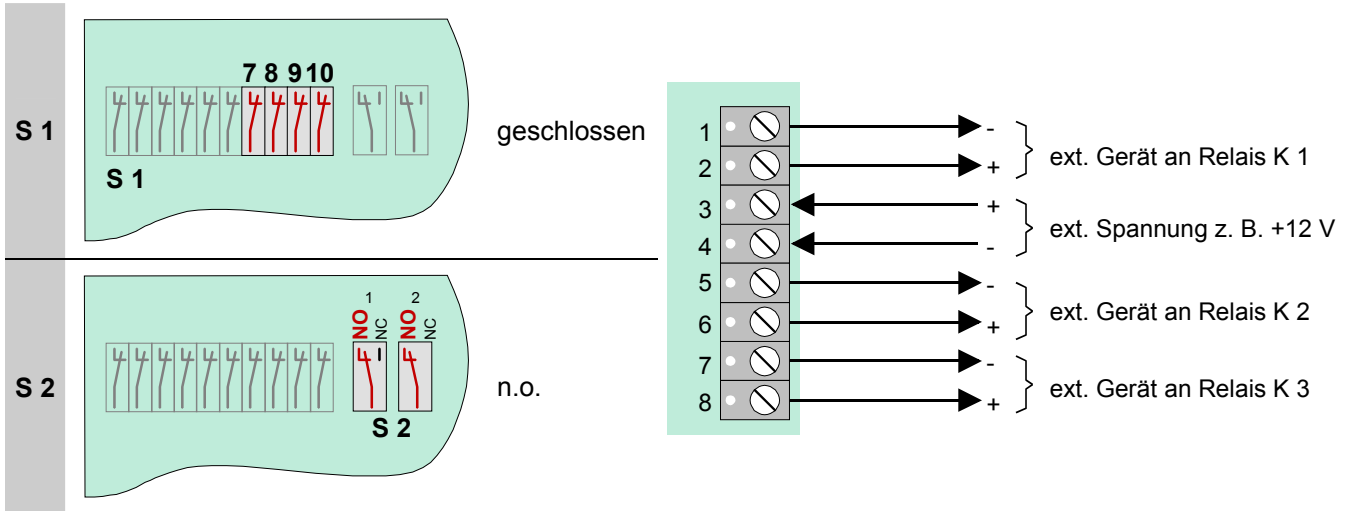 S 1
7 8 9 10
S 1
geschlossen
S 2
1 2
NO NC NO NC
S 2
n.o.
1 - 
2 +
ext. Gerät an Relais K 1
3 +
4 -
ext. Spannung z. B. +12 V
5 -
6 +
ext. Gerät an Relais K 2
7 -
8 +
ext. Gerät an Relais K 3